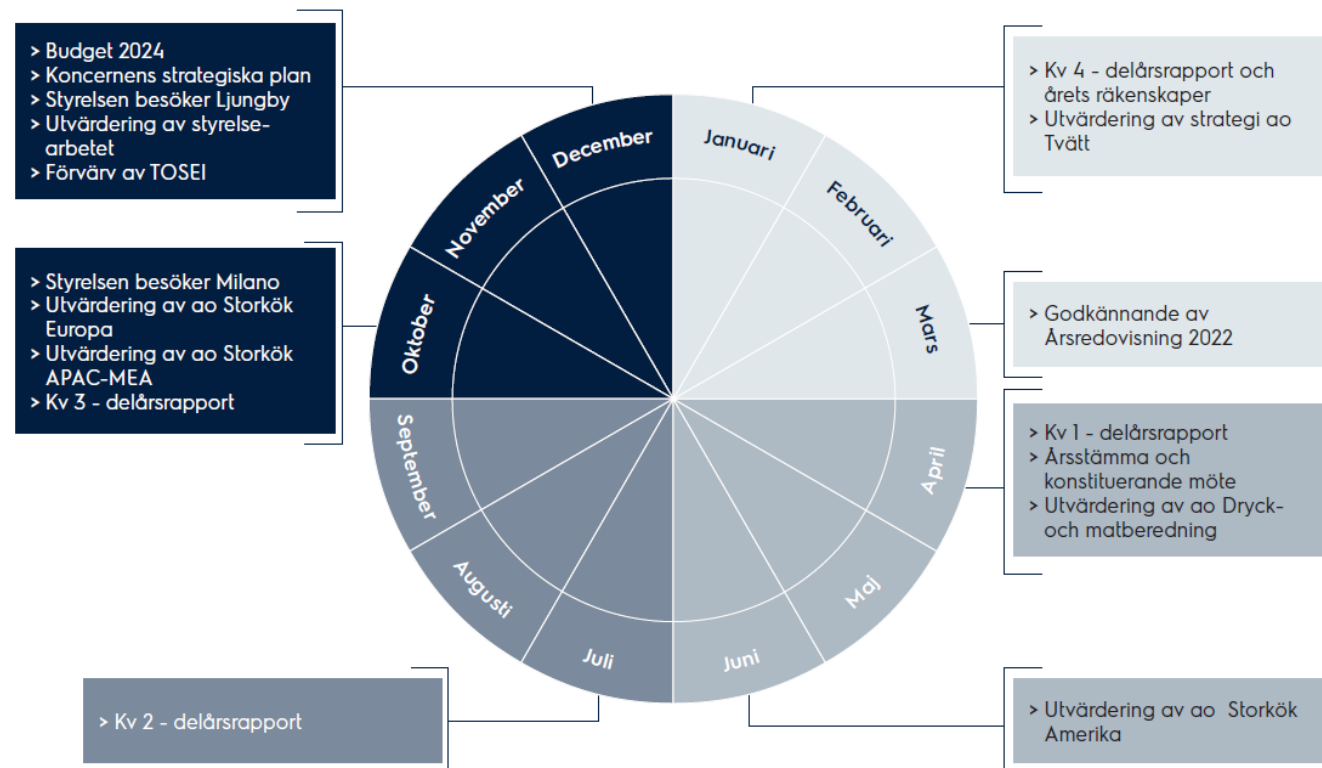 > Budget 2024
> Koncernens strategiska plan
> Styrelsen besöker Ljungby
> Utvärdering av styrelse-
arbetet
> Förvärv av TOSEI
> Styrelsen besöker Milano
> Utvärdering av ao Storkök
Europa
> Utvärdering av ao Storkök
APAC-MEA
> Kv 3 - delårsrapport
> Kv 2 - delårsrapport
Januari
Februari
Mars
April
Maj
Juni
Juli
Augusti
September
Oktober
November
December
> Kv 4 - delårsrapport och
årets räkenskaper
> Utvärdering av strategi ao
Tvätt
> Godkännande av
Årsredovisning 2022
> Kv 1 - delårsrapport
> Årsstämma och
konstituerande möte
> Utvärdering av ao Dryck-
och matberedning
> Utvärdering av ao  Storkök
Amerika